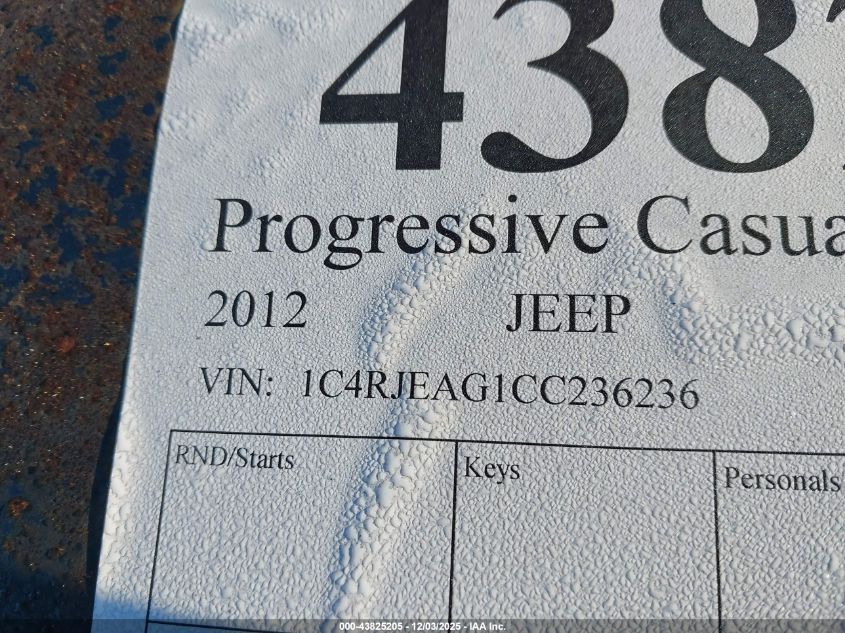 438
Progressive Casua
2012 JEEP
VIN: 1C4RJEAG1CC236236
RND/Starts Keys Personals
000-43825205 - 12/03/2025 - IAA Inc.